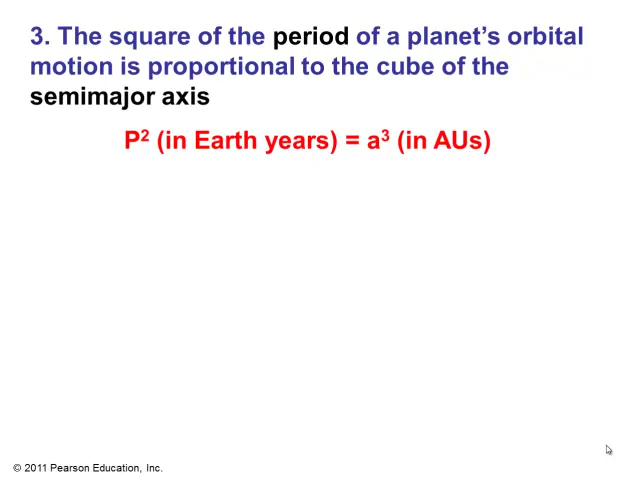 3. The square of the period of a planet’s orbital
motion is proportional to the cube of the
semimajor axis
P² (in Earth years) = a³ (in AUs)
© 2011 Pearson Education, Inc.